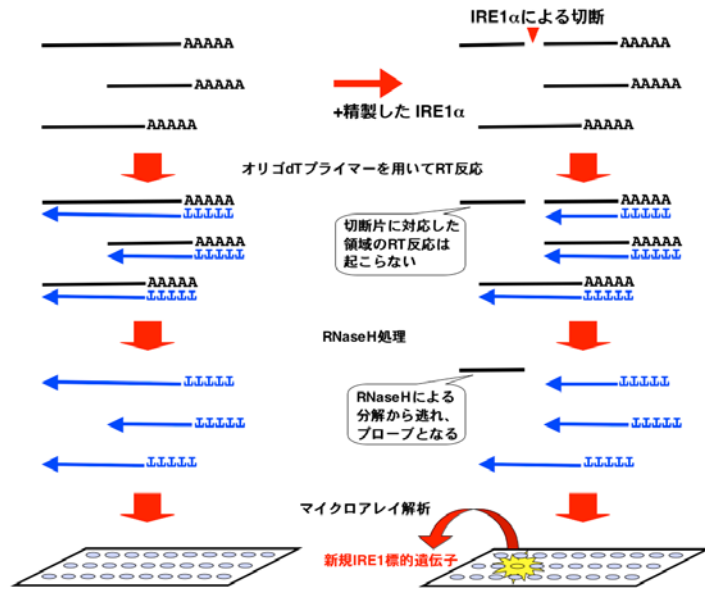 IRE1αによる切断
AAAAA
AAAAA
AAAAA
AAAAA
AAAAA
AAAAA
+精製した IRE1α
オリゴdTプライマーを用いてRT反応
AAAAA
TTTTT
AAAAA
TTTTT
AAAAA
TTTTT
切断片に対応した
領域のRT反応は
起こらない
AAAAA
TTTTT
AAAAA
TTTTT
AAAAA
TTTTT
RNaseH処理
TTTTT
TTTTT
TTTTT
RNaseHによる
分解から逃れ、
プローブとなる
TTTTT
TTTTT
TTTTT
マイクロアレイ解析
新規IRE1標的遺伝子